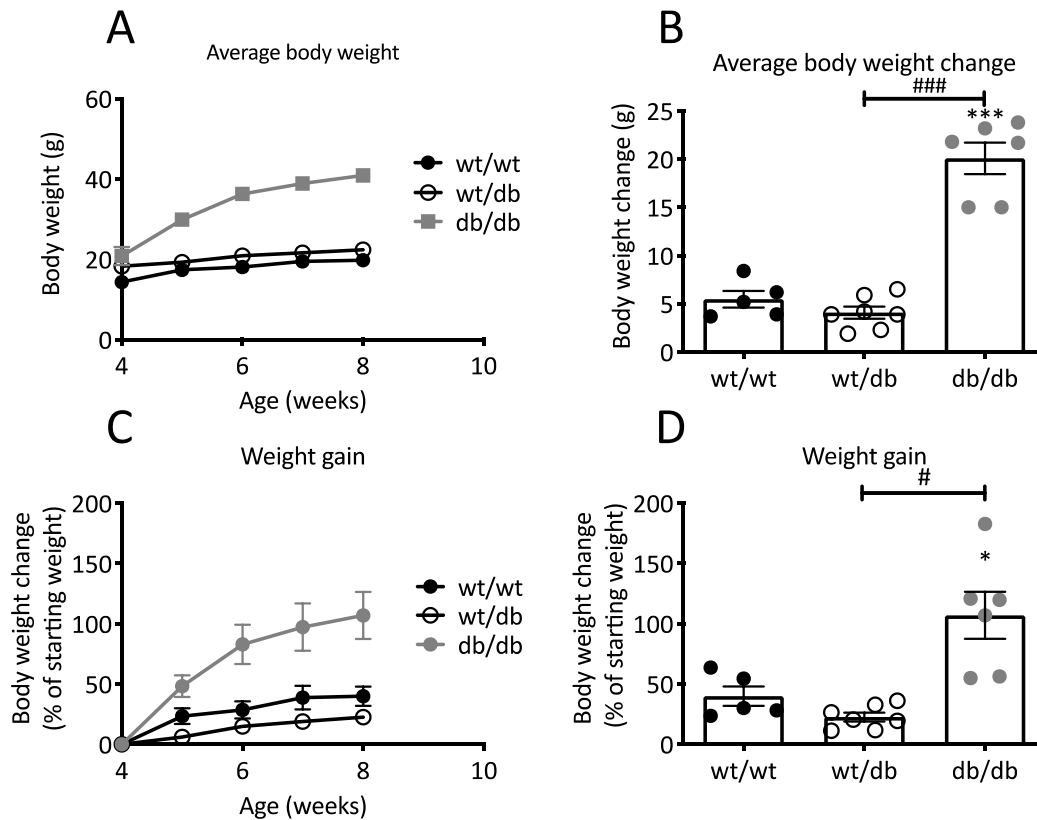 A
Average body weight
Body weight (g)
60
40
20
0
4
6
8
10
Age (weeks)
wt/wt
wt/db
db/db
B
Average body weight change
###
***
Body weight change (g)
25
20
15
10
5
0
wt/wt
wt/db
db/db
C
Weight gain
Body weight change
(% of starting weight)
200
150
100
50
0
4
6
8
10
Age (weeks)
wt/wt
wt/db
db/db
D
Weight gain
#
*
Body weight change
(% of starting weight)
200
150
100
50
0
wt/wt
wt/db
db/db